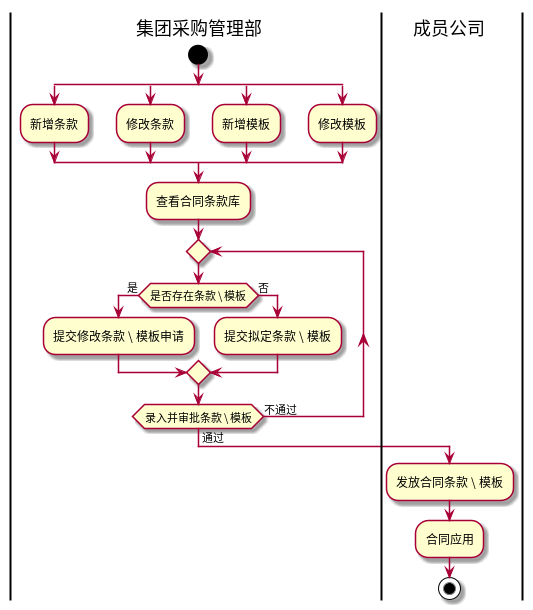 集团采购管理部
成员公司
新增条款
修改条款
新增模板
修改模板
查看合同条款库
是
是否存在条款 \ 模板
否
提交修改条款 \ 模板申请
提交拟定条款 \ 模板
录入并审批条款 \ 模板
不通过
通过
发放合同条款 \ 模板
合同应用